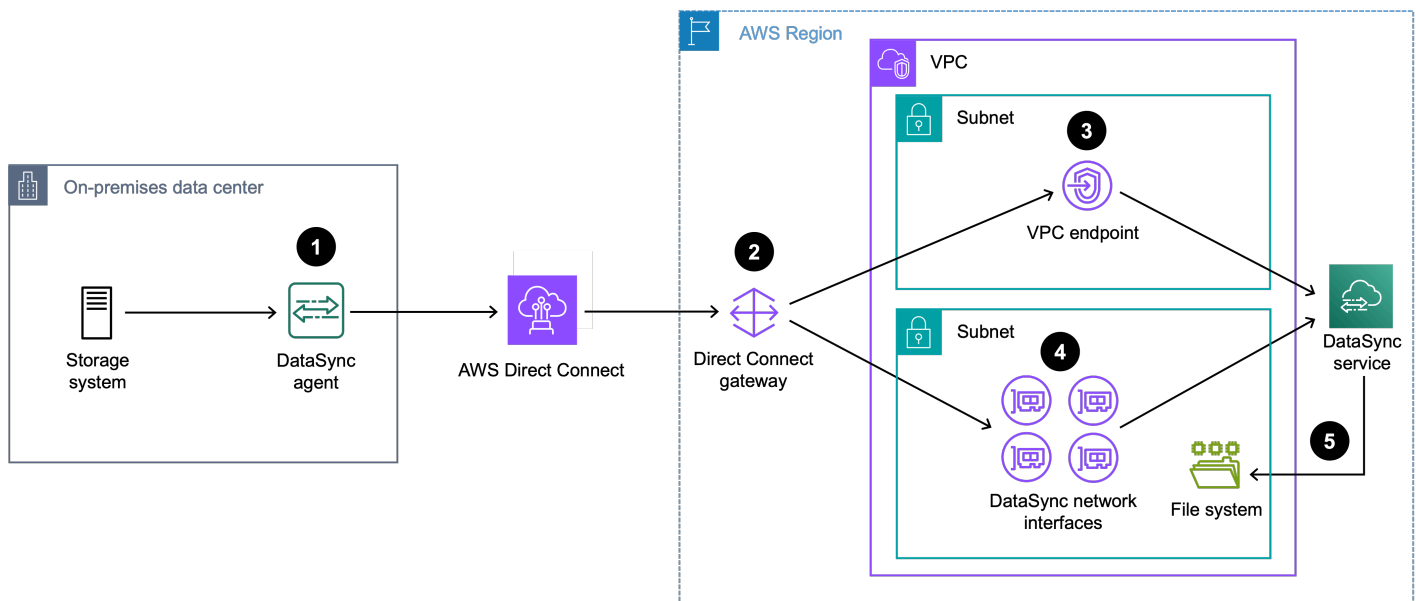 AWS Region
VPC
Subnet
3
VPC endpoint
On-premises data center
1
Storage
system
DataSync
agent
AWS Direct Connect
2
Direct Connect
gateway
Subnet
4
DataSync network
interfaces
DataSync
service
5
File system